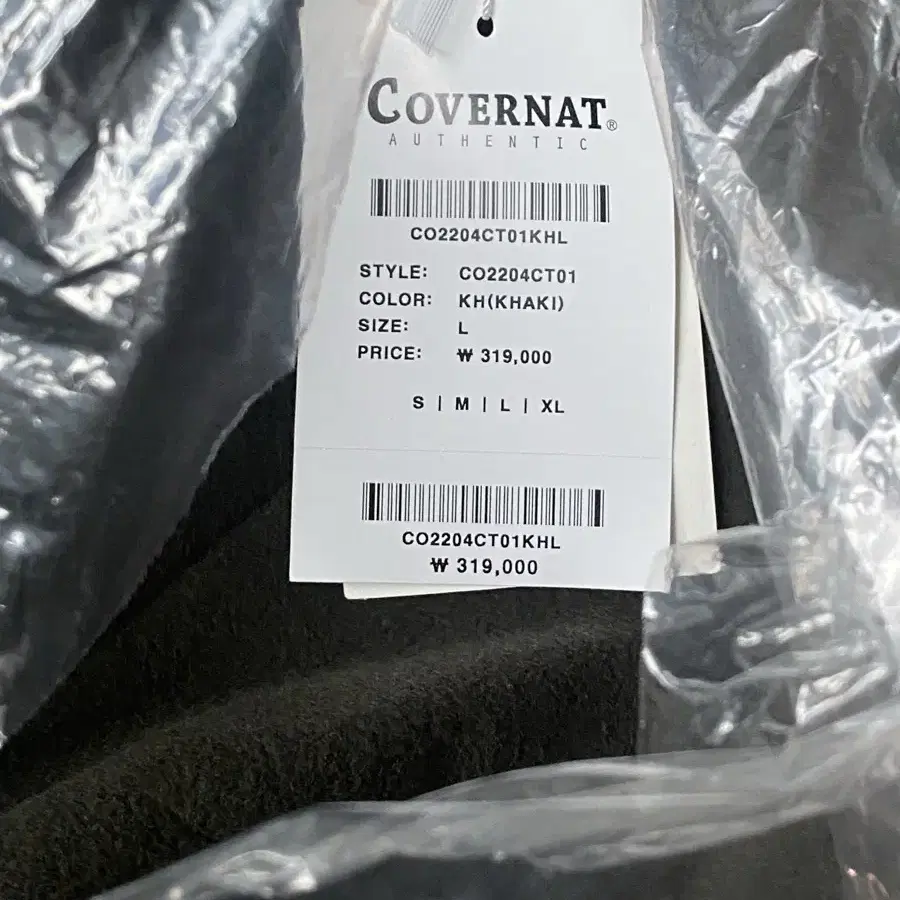 COVERNAT®
AUTHENTIC
CO2204CT01KHL
STYLE: CO2204CT01
COLOR: KH(KHAKI)
SIZE: L
PRICE: ₩ 319,000
S | M | L | XL
CO2204CT01KHL
₩ 319,000